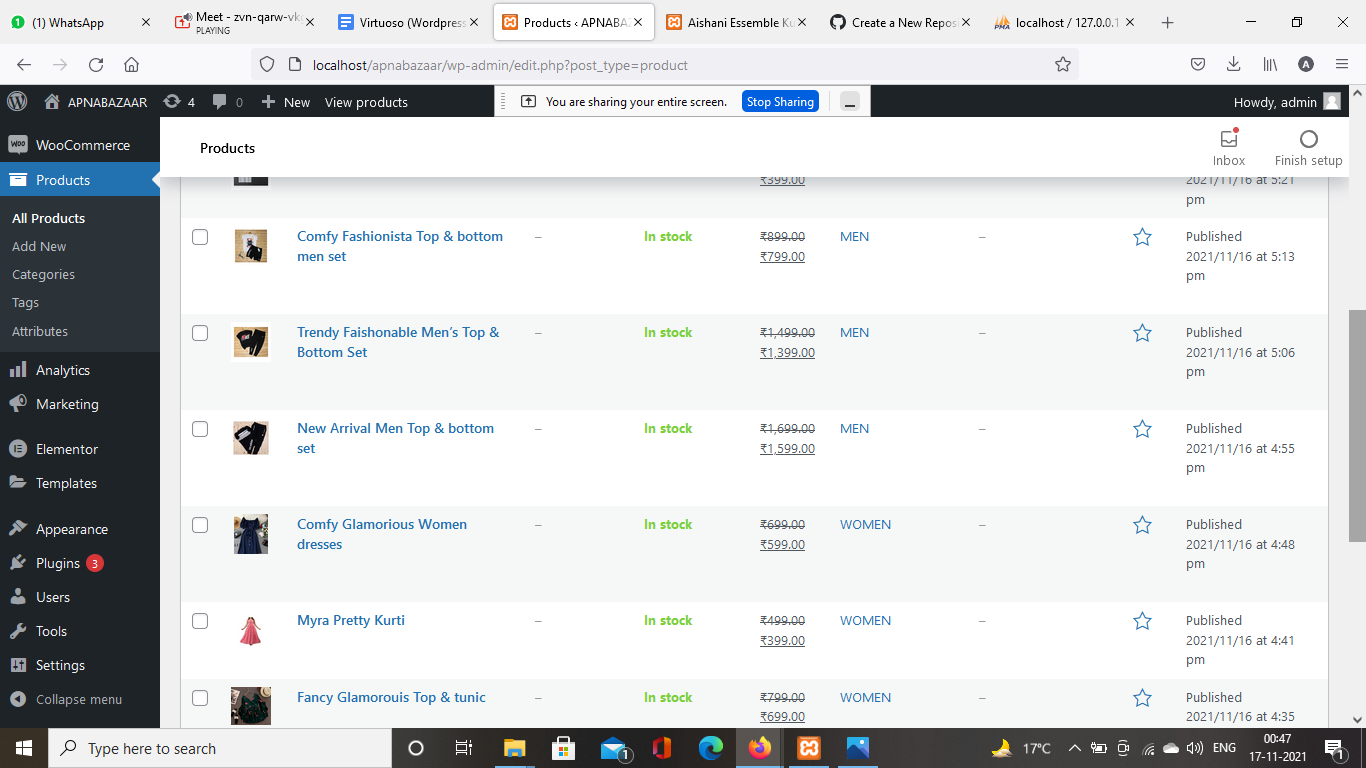 (1) WhatsApp
Meet - zvn-qarw-vk
PLAYING
Virtuoso (Wordpress
Products ‹ APNABAZ
Aishani Essemble Ku
Create a New Repos
localhost / 127.0.0.1
localhost/apnabazaar/wp-admin/edit.php?post_type=product
A
APNABAZAAR
4
0
New
View products
You are sharing your entire screen.
Stop Sharing
Howdy, admin
WooCommerce
Products
All Products
Add New
Categories
Tags
Attributes
Analytics
Marketing
Elementor
Templates
Appearance
Plugins 3
Users
Tools
Settings
Collapse menu
Products
Inbox
Finish setup
₹399.00
2021/11/16 at 5:21
pm
Comfy Fashionista Top & bottom
men set
–
In stock
₹899.00
₹799.00
MEN
–
Published
2021/11/16 at 5:13
pm
Trendy Faishonable Men’s Top &
Bottom Set
–
In stock
₹1,499.00
₹1,399.00
MEN
–
Published
2021/11/16 at 5:06
pm
New Arrival Men Top & bottom
set
–
In stock
₹1,699.00
₹1,599.00
MEN
–
Published
2021/11/16 at 4:55
pm
Comfy Glamorious Women
dresses
–
In stock
₹699.00
₹599.00
WOMEN
–
Published
2021/11/16 at 4:48
pm
Myra Pretty Kurti
–
In stock
₹499.00
₹399.00
WOMEN
–
Published
2021/11/16 at 4:41
pm
Fancy Glamorouis Top & tunic
–
In stock
₹799.00
₹699.00
WOMEN
–
Published
2021/11/16 at 4:35
Type here to search
1
17°C
ENG
00:47
17-11-2021
1